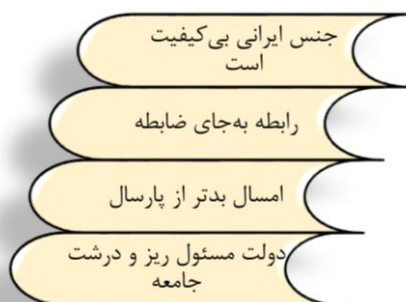 جنس ایرانی بی‌کیفیت
است
رابطه به‌جای ضابطه
امسال بدتر از پارسال
دولت مسئول ریز و درشت
جامعه